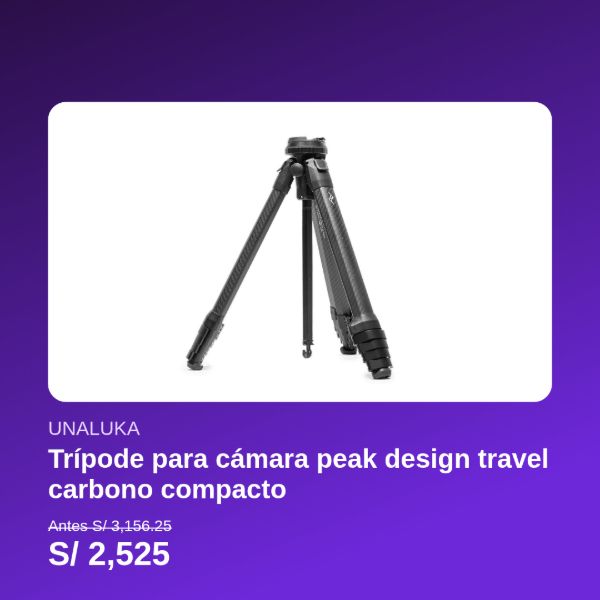 UNALUKA
Trípode para cámara peak design travel
carbono compacto
Antes S/ 3,156.25
S/ 2,525